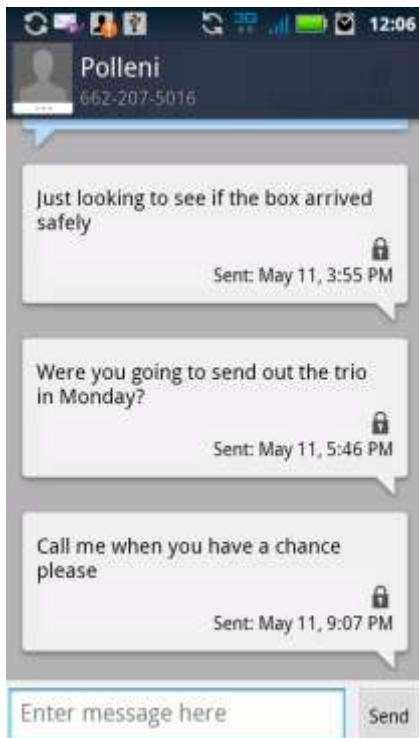 12:06
Polleni
662-207-5016
Just looking to see if the box arrived
safely
Sent: May 11, 3:55 PM
Were you going to send out the trio
in Monday?
Sent: May 11, 5:46 PM
Call me when you have a chance
please
Sent: May 11, 9:07 PM
Enter message here
Send